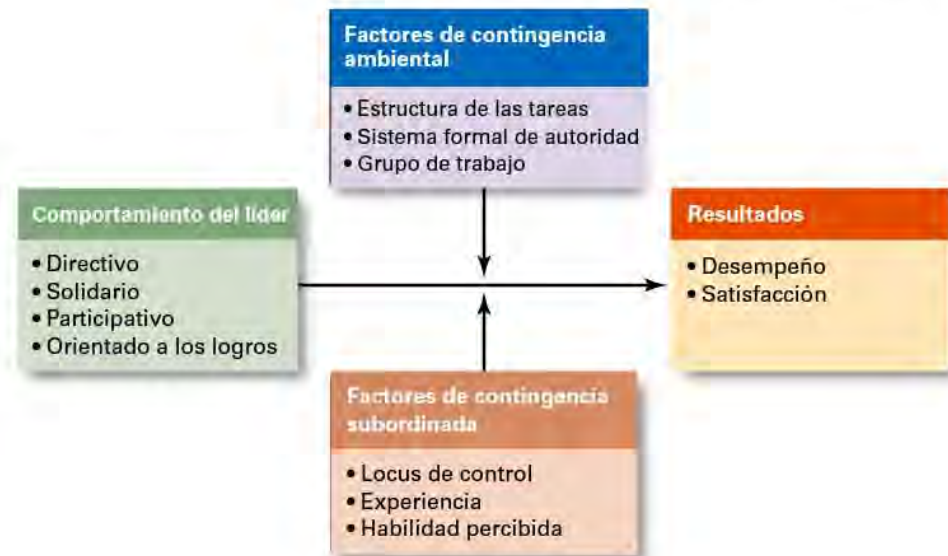 Factores de contingencia
ambiental
• Estructura de las tareas
• Sistema formal de autoridad
• Grupo de trabajo
Comportamiento del líder
• Directivo
• Solidario
• Participativo
• Orientado a los logros
Resultados
• Desempeño
• Satisfacción
Factores de contingencia
subordinada
• Locus de control
• Experiencia
• Habilidad percibida